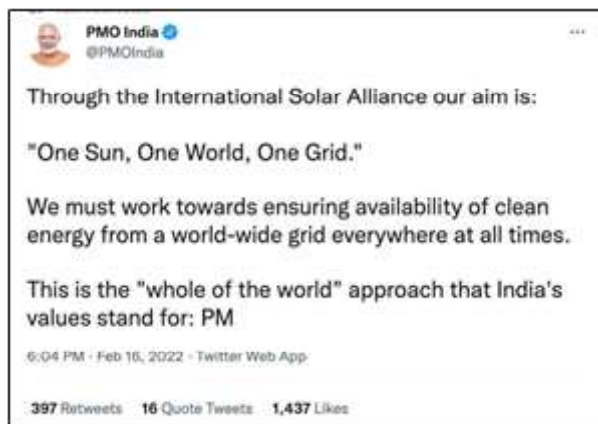 PMO India
@PMOIndia
Through the International Solar Alliance our aim is:
"One Sun, One World, One Grid."
We must work towards ensuring availability of clean
energy from a world-wide grid everywhere at all times.
This is the "whole of the world" approach that India's
values stand for: PM
6:04 PM · Feb 16, 2022 · Twitter Web App
397 Retweets 16 Quote Tweets 1,437 Likes